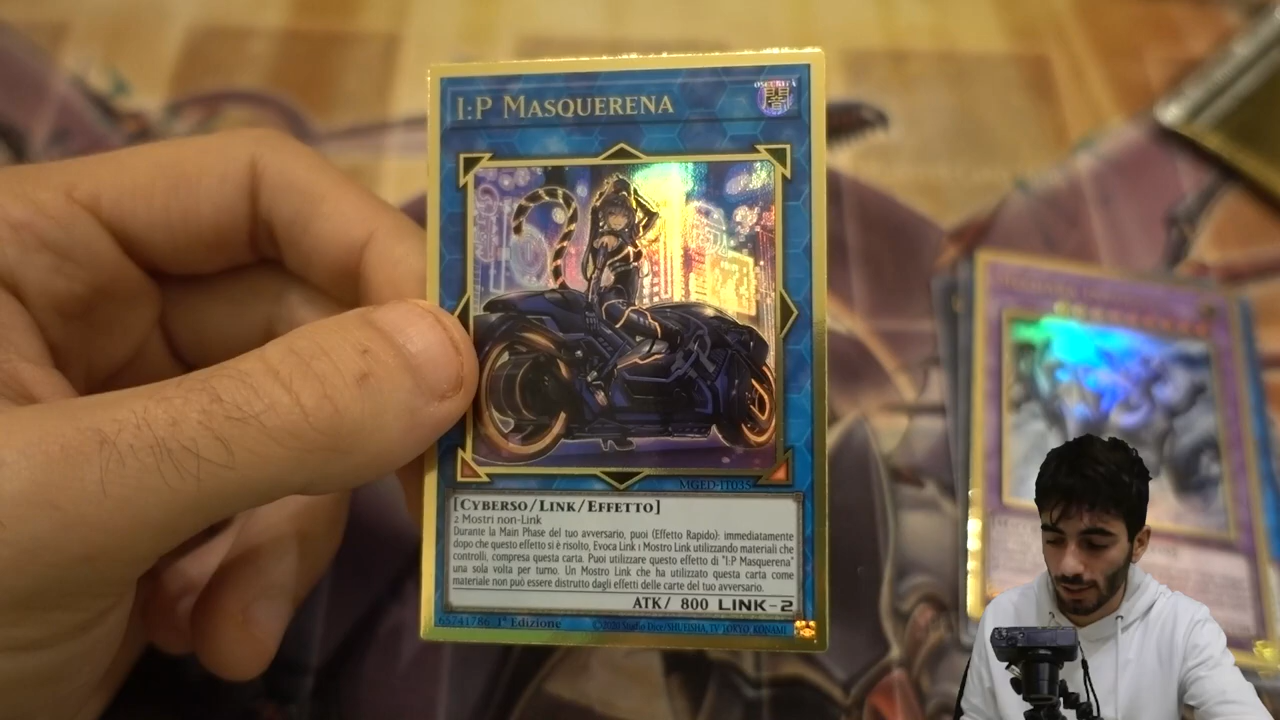 I:P MASQUERENA
OSCURITÀ
闇
MGED-IT035
[CYBERSO/LINK/EFFETTO]
2 Mostri non-Link
Durante la Main Phase del tuo avversario, puoi (Effetto Rapido): immediatamente
dopo che questo effetto si è risolto, Evoca Link 1 Mostro Link utilizzando materiali che
controlli, compresa questa carta. Puoi utilizzare questo effetto di "I:P Masquerena"
una sola volta per turno. Un Mostro Link che ha utilizzato questa carta come
materiale non può essere distrutto dagli effetti delle carte del tuo avversario.
ATK/ 800 LINK-2
65741786 1ª Edizione ©2020 Studio Dice/SHUEISHA, TV TOKYO, KONAMI